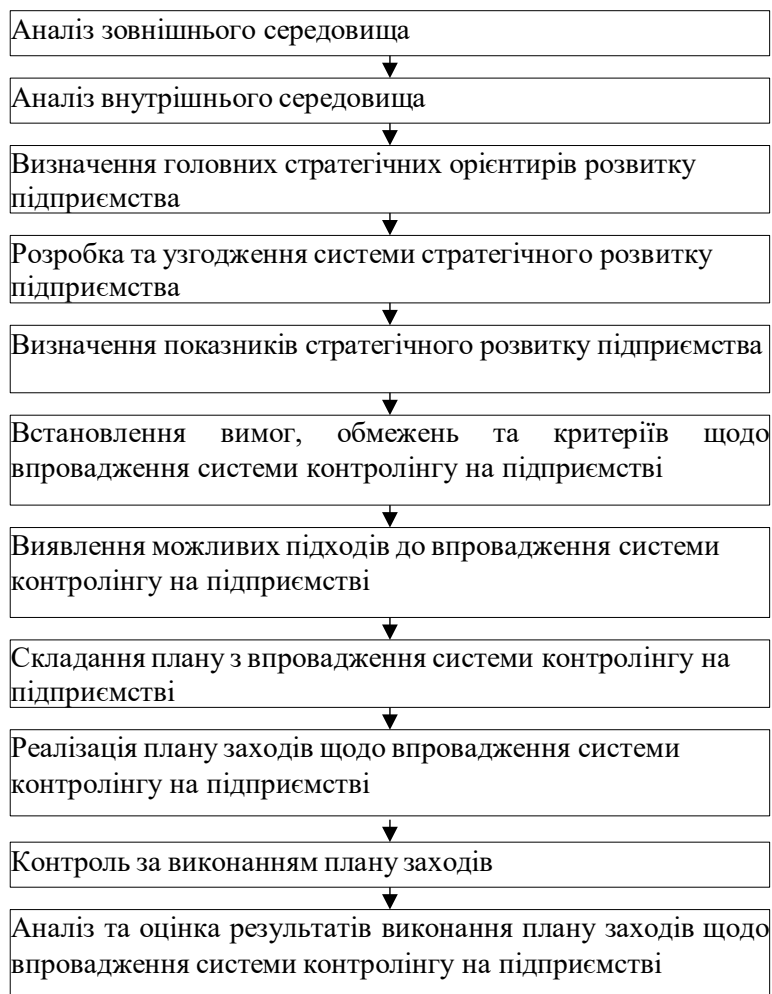 Аналіз зовнішнього середовища
Аналіз внутрішнього середовища
Визначення головних стратегічних орієнтирів розвитку
підприємства
Розробка та узгодження системи стратегічного розвитку
підприємства
Визначення показників стратегічного розвитку підприємства
Встановлення вимог, обмежень та критеріїв щодо
впровадження системи контролінгу на підприємстві
Виявлення можливих підходів до впровадження системи
контролінгу на підприємстві
Складання плану з впровадження системи контролінгу на
підприємстві
Реалізація плану заходів щодо впровадження системи
контролінгу на підприємстві
Контроль за виконанням плану заходів
Аналіз та оцінка результатів виконання плану заходів щодо
впровадження системи контролінгу на підприємстві